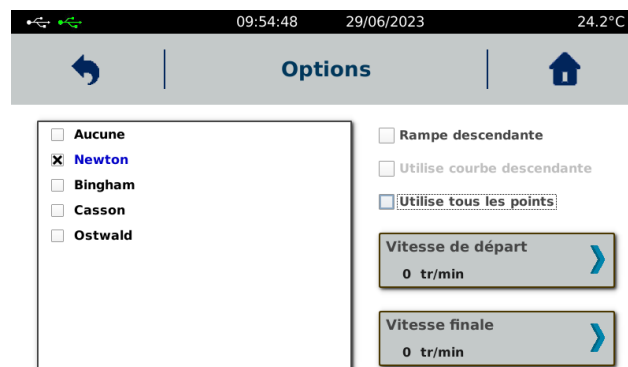 09:54:48 29/06/2023 24.2°C
Options
Aucune
Newton
Bingham
Casson
Ostwald
Rampe descendante
Utilise courbe descendante
Utilise tous les points
Vitesse de départ
0 tr/min
Vitesse finale
0 tr/min